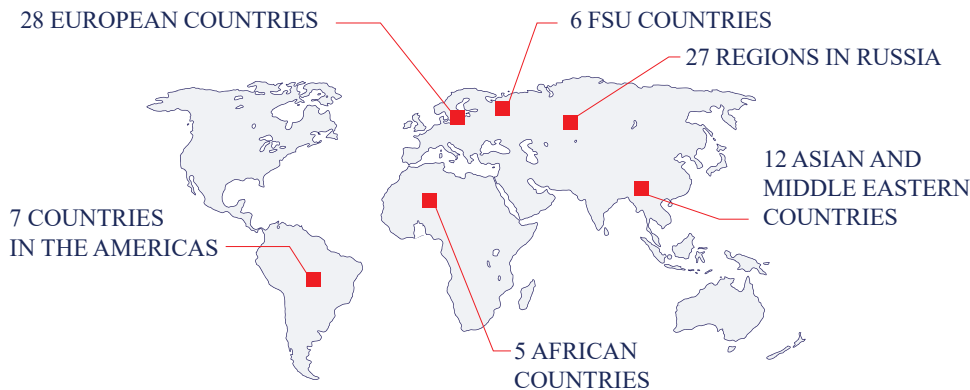 28 EUROPEAN COUNTRIES
6 FSU COUNTRIES
27 REGIONS IN RUSSIA
12 ASIAN AND
MIDDLE EASTERN
COUNTRIES
7 COUNTRIES
IN THE AMERICAS
5 AFRICAN
COUNTRIES